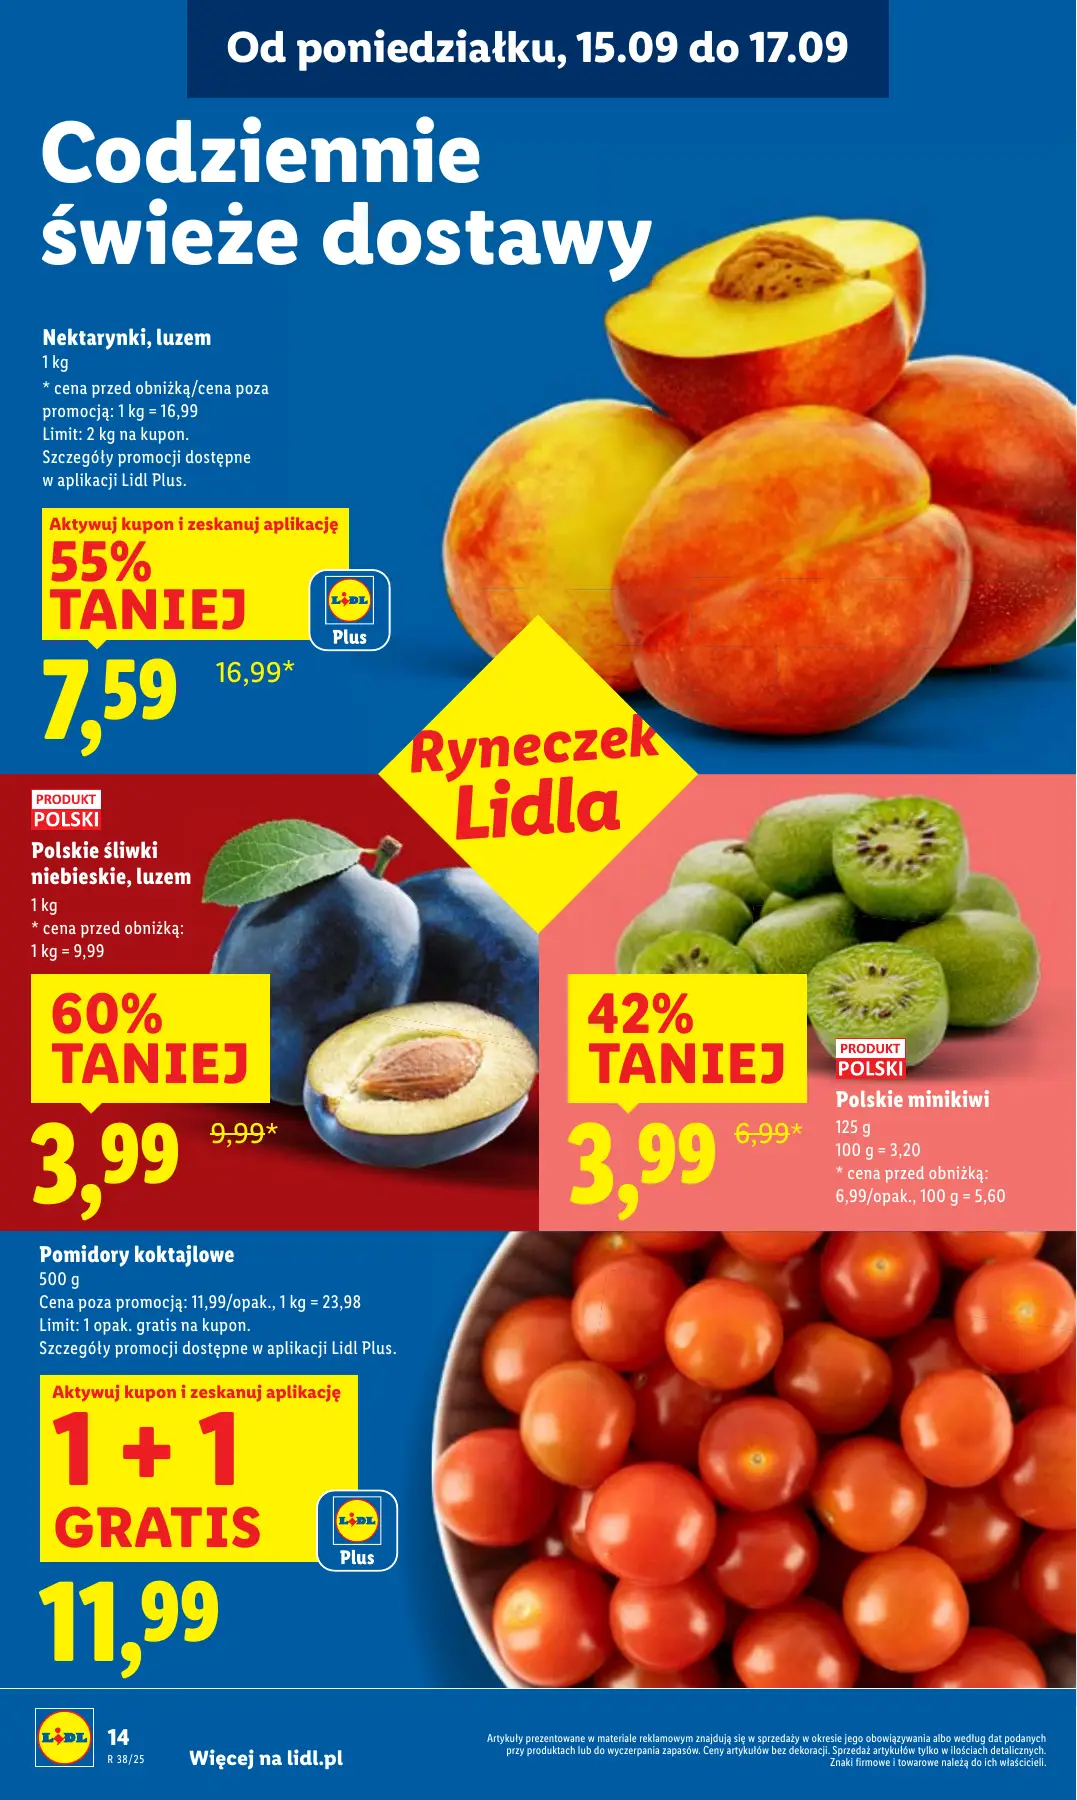 Od poniedziałku, 15.09 do 17.09
Codziennie
świeże dostawy
Nektarynki, luzem
1 kg
* cena przed obniżką/cena poza
promocją: 1 kg = 16,99
Limit: 2 kg na kupon.
Szczegóły promocji dostępne
w aplikacji Lidl Plus.
Aktywuj kupon i zeskanuj aplikację
55%
TANIEJ
LIDL
Plus
7,59
16,99*
Ryneczek
Lidla
PRODUKT
POLSKI
Polskie śliwki
niebieskie, luzem
1 kg
* cena przed obniżką:
1 kg = 9,99
60%
TANIEJ
3,99
9,99*
42%
TANIEJ
3,99
6,99*
PRODUKT
POLSKI
Polskie minikiwi
125 g
100 g = 3,20
* cena przed obniżką:
6,99/opak., 100 g = 5,60
Pomidory koktajlowe
500 g
Cena poza promocją: 11,99/opak., 1 kg = 23,98
Limit: 1 opak. gratis na kupon.
Szczegóły promocji dostępne w aplikacji Lidl Plus.
Aktywuj kupon i zeskanuj aplikację
1 + 1
GRATIS
LIDL
Plus
11,99
LIDL
14
R 38/25
Więcej na lidl.pl
Artykuły prezentowane w materiale reklamowym znajdują się w sprzedaży w okresie jego obowiązywania albo według dat podanych
przy produktach lub do wyczerpania zapasów. Ceny artykułów bez dekoracji. Sprzedaż artykułów tylko w ilościach detalicznych.
Znaki firmowe i towarowe należą do ich właścicieli.